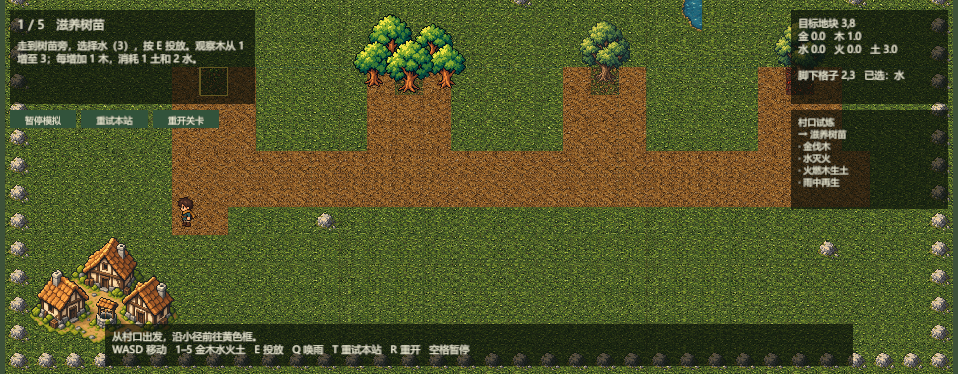 1 / 5 滋养树苗
走到树苗旁，选择水（3），按 E 投放。观察木从 1
增至 3；每增加 1 木，消耗 1 土和 2 水。
暂停模拟 重试本站 重开关卡
目标地块 3,8
金 0.0 木 1.0
水 0.0 火 0.0 土 3.0
脚下格子 2,3 已选：水
村口试炼
→ 滋养树苗
· 金伐木
· 水灭火
· 火燃木生土
· 雨中再生
从村口出发，沿小径前往黄色框。
WASD 移动 1–5 金木水火土 E 投放 Q 唤雨 T 重试本站 R 重开 空格暂停